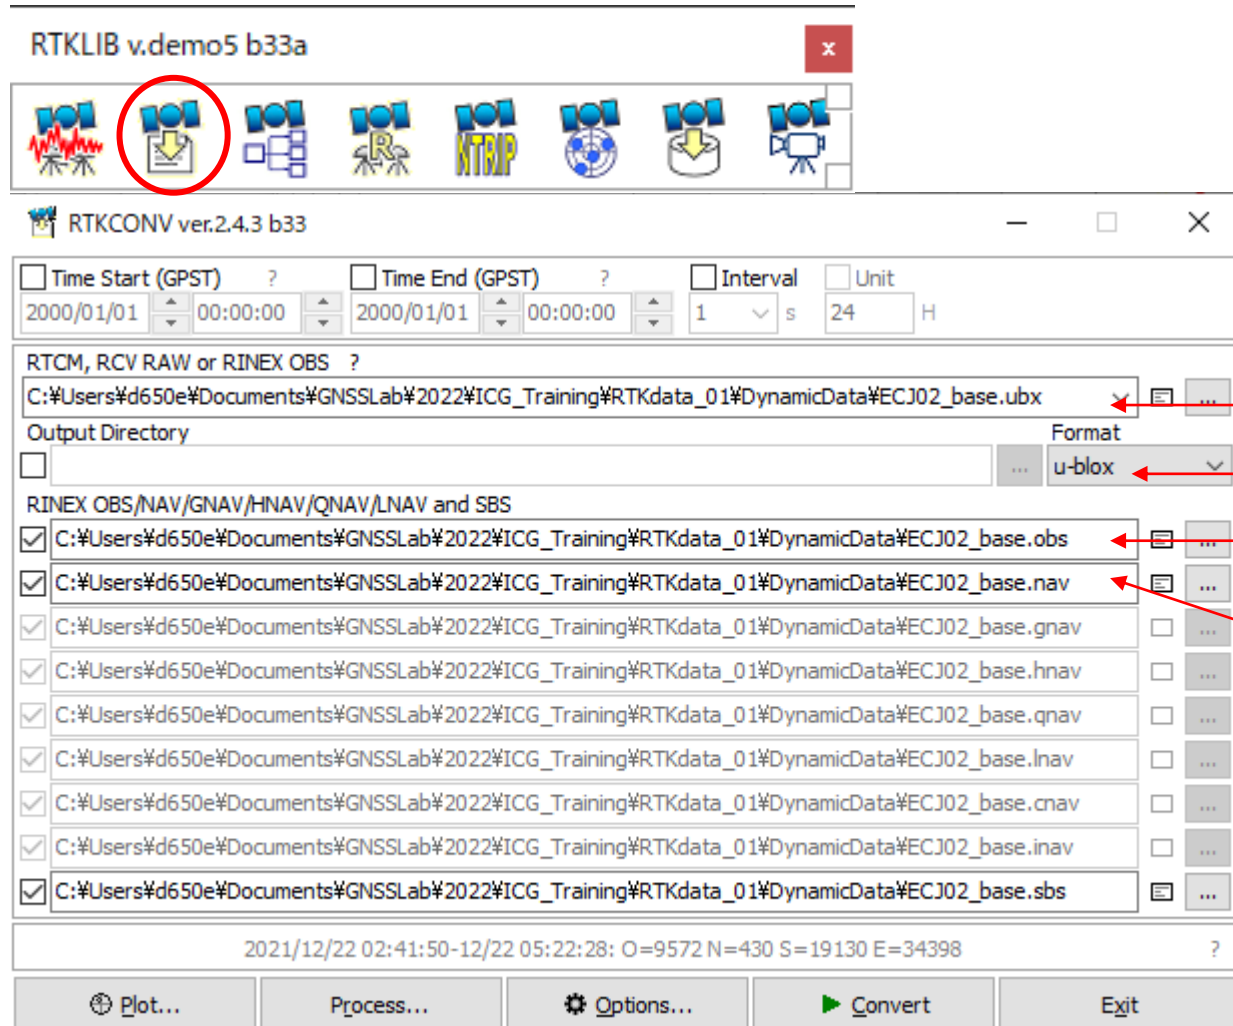 RTKLIB v.demo5 b33a
x
R NTRIP
RTKCONV ver.2.4.3 b33
Time Start (GPST) ? Time End (GPST) ? Interval Unit
2000/01/01 00:00:00 2000/01/01 00:00:00 1 s 24 H
RTCM, RCV RAW or RINEX OBS ?
C:¥Users¥d650e¥Documents¥GNSSLab¥2022¥ICG_Training¥RTKdata_01¥DynamicData¥ECJ02_base.ubx ...
Output Directory Format
... u-blox
RINEX OBS/NAV/GNAV/HNAV/QNAV/LNAV and SBS
C:¥Users¥d650e¥Documents¥GNSSLab¥2022¥ICG_Training¥RTKdata_01¥DynamicData¥ECJ02_base.obs ...
C:¥Users¥d650e¥Documents¥GNSSLab¥2022¥ICG_Training¥RTKdata_01¥DynamicData¥ECJ02_base.nav ...
C:¥Users¥d650e¥Documents¥GNSSLab¥2022¥ICG_Training¥RTKdata_01¥DynamicData¥ECJ02_base.gnav ...
C:¥Users¥d650e¥Documents¥GNSSLab¥2022¥ICG_Training¥RTKdata_01¥DynamicData¥ECJ02_base.hnav ...
C:¥Users¥d650e¥Documents¥GNSSLab¥2022¥ICG_Training¥RTKdata_01¥DynamicData¥ECJ02_base.qnav ...
C:¥Users¥d650e¥Documents¥GNSSLab¥2022¥ICG_Training¥RTKdata_01¥DynamicData¥ECJ02_base.lnav ...
C:¥Users¥d650e¥Documents¥GNSSLab¥2022¥ICG_Training¥RTKdata_01¥DynamicData¥ECJ02_base.cnav ...
C:¥Users¥d650e¥Documents¥GNSSLab¥2022¥ICG_Training¥RTKdata_01¥DynamicData¥ECJ02_base.inav ...
C:¥Users¥d650e¥Documents¥GNSSLab¥2022¥ICG_Training¥RTKdata_01¥DynamicData¥ECJ02_base.sbs ...
2021/12/22 02:41:50-12/22 05:22:28: O=9572 N=430 S=19130 E=34398 ?
Plot... Process... Options... Convert Exit